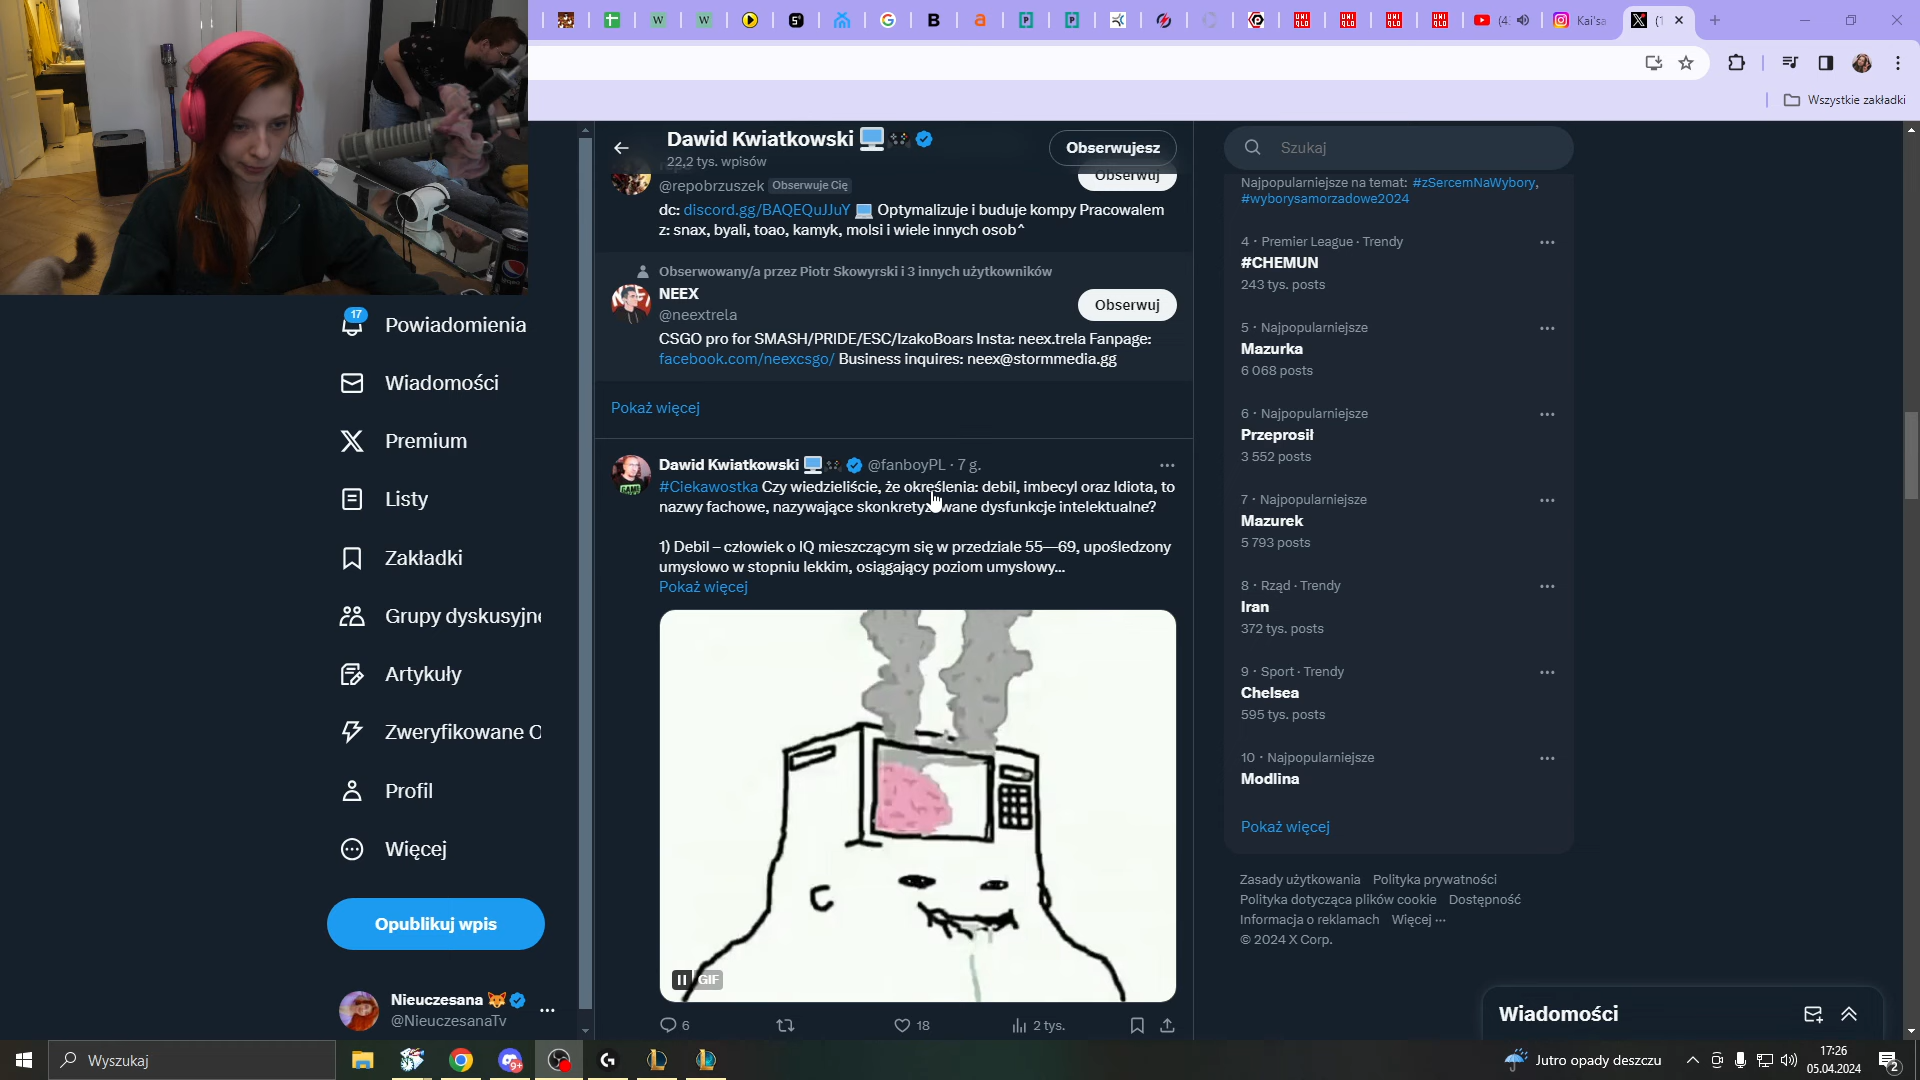 (4
Kai'sa
(1
Wszystkie zakładki
Dawid Kwiatkowski
22,2 tys. wpisów
Obserwujesz
@repobrzuszek Obserwuje Cię
Obserwuj
dc: discord.gg/BAQEQuJJuY Optymalizuje i buduje kompy Pracowalem
z: snax, byali, toao, kamyk, molsi i wiele innych osob^
Obserwowany/a przez Piotr Skowyrski i 3 innych użytkowników
NEEX
@neextrela
Obserwuj
CSGO pro for SMASH/PRIDE/ESC/IzakoBoars Insta: neex.trela Fanpage:
facebook.com/neexcsgo/ Business inquires: neex@stormmedia.gg
Pokaż więcej
Dawid Kwiatkowski @fanboyPL · 7 g.
#Ciekawostka Czy wiedzieliście, że określenia: debil, imbecyl oraz Idiota, to
nazwy fachowe, nazywające skonkretyzowane dysfunkcje intelektualne?
1) Debil – człowiek o IQ mieszczącym się w przedziale 55—69, upośledzony
umysłowo w stopniu lekkim, osiągający poziom umysłowy...
Pokaż więcej
GIF
6
18
2 tys.
17
Powiadomienia
Wiadomości
Premium
Listy
Zakładki
Grupy dyskusyjne
Artykuły
Zweryfikowane O
Profil
Więcej
Opublikuj wpis
Nieuczesana
@NieuczesanaTv
Szukaj
Najpopularniejsze na temat: #zSercemNaWybory,
#wyborysamorzadowe2024
4 · Premier League · Trendy
#CHEMUN
243 tys. posts
5 · Najpopularniejsze
Mazurka
6 068 posts
6 · Najpopularniejsze
Przeprosił
3 552 posts
7 · Najpopularniejsze
Mazurek
5 793 posts
8 · Rząd · Trendy
Iran
372 tys. posts
9 · Sport · Trendy
Chelsea
595 tys. posts
10 · Najpopularniejsze
Modlina
Pokaż więcej
Zasady użytkowania Polityka prywatności
Polityka dotycząca plików cookie Dostępność
Informacja o reklamach Więcej ···
© 2024 X Corp.
Wiadomości
Wyszukaj
9+
Jutro opady deszczu
17:26
05.04.2024
2